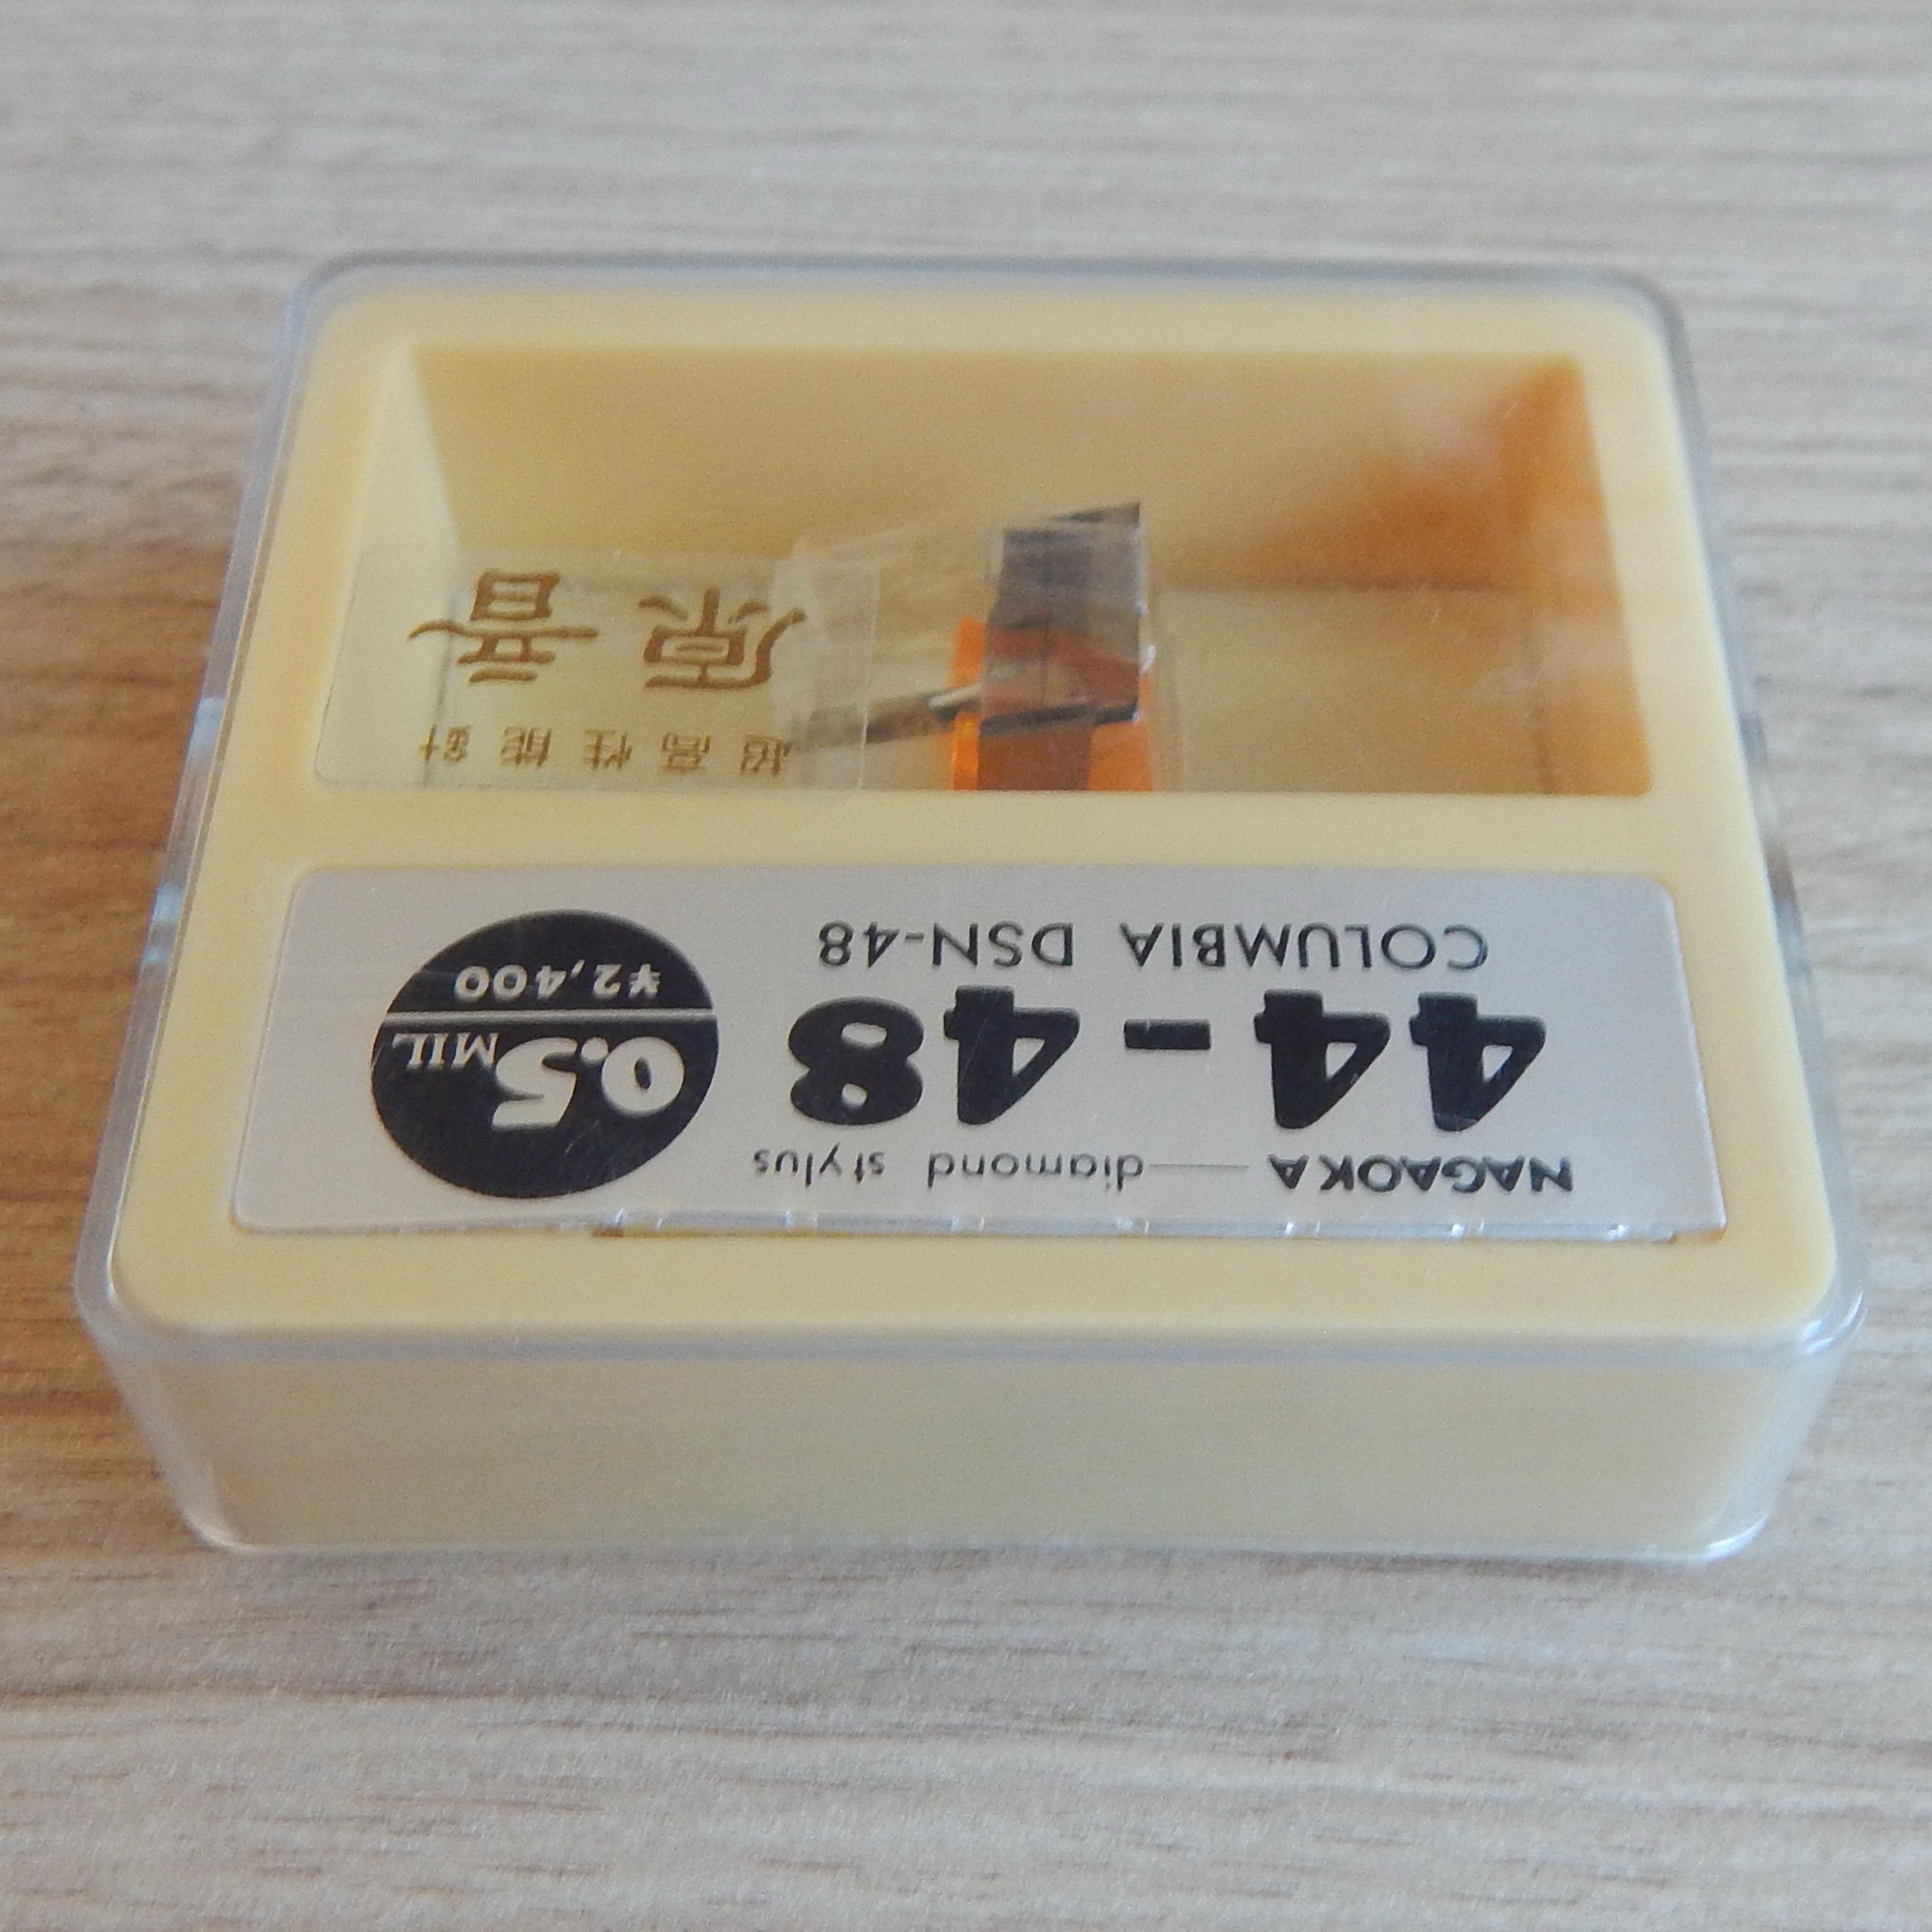 NAGAOKA — diamond stylus
44-48
COLUMBIA DSN-48
0.5 MIL
¥2,400
超高性能針
原音